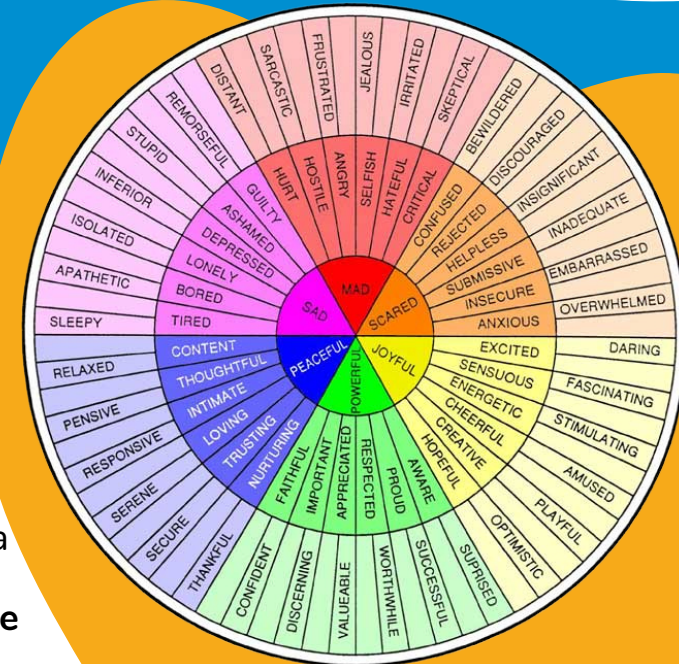 MAD
SCARED
JOYFUL
POWERFUL
PEACEFUL
SAD
HURT
HOSTILE
ANGRY
SELFISH
HATEFUL
CRITICAL
CONFUSED
REJECTED
HELPLESS
SUBMISSIVE
INSECURE
ANXIOUS
EXCITED
SENSUOUS
ENERGETIC
CHEERFUL
CREATIVE
HOPEFUL
AWARE
PROUD
RESPECTED
APPRECIATED
IMPORTANT
FAITHFUL
NURTURING
TRUSTING
LOVING
INTIMATE
THOUGHTFUL
CONTENT
TIRED
BORED
LONELY
DEPRESSED
ASHAMED
GUILTY
DISTANT
SARCASTIC
FRUSTRATED
JEALOUS
IRRITATED
SKEPTICAL
BEWILDERED
DISCOURAGED
INSIGNIFICANT
INADEQUATE
EMBARRASSED
OVERWHELMED
DARING
FASCINATING
STIMULATING
AMUSED
PLAYFUL
OPTIMISTIC
SUPRISED
SUCCESSFUL
WORTHWHILE
VALUEABLE
DISCERNING
CONFIDENT
THANKFUL
SECURE
SERENE
RESPONSIVE
PENSIVE
RELAXED
SLEEPY
APATHETIC
ISOLATED
INFERIOR
STUPID
REMORSEFUL
a
e